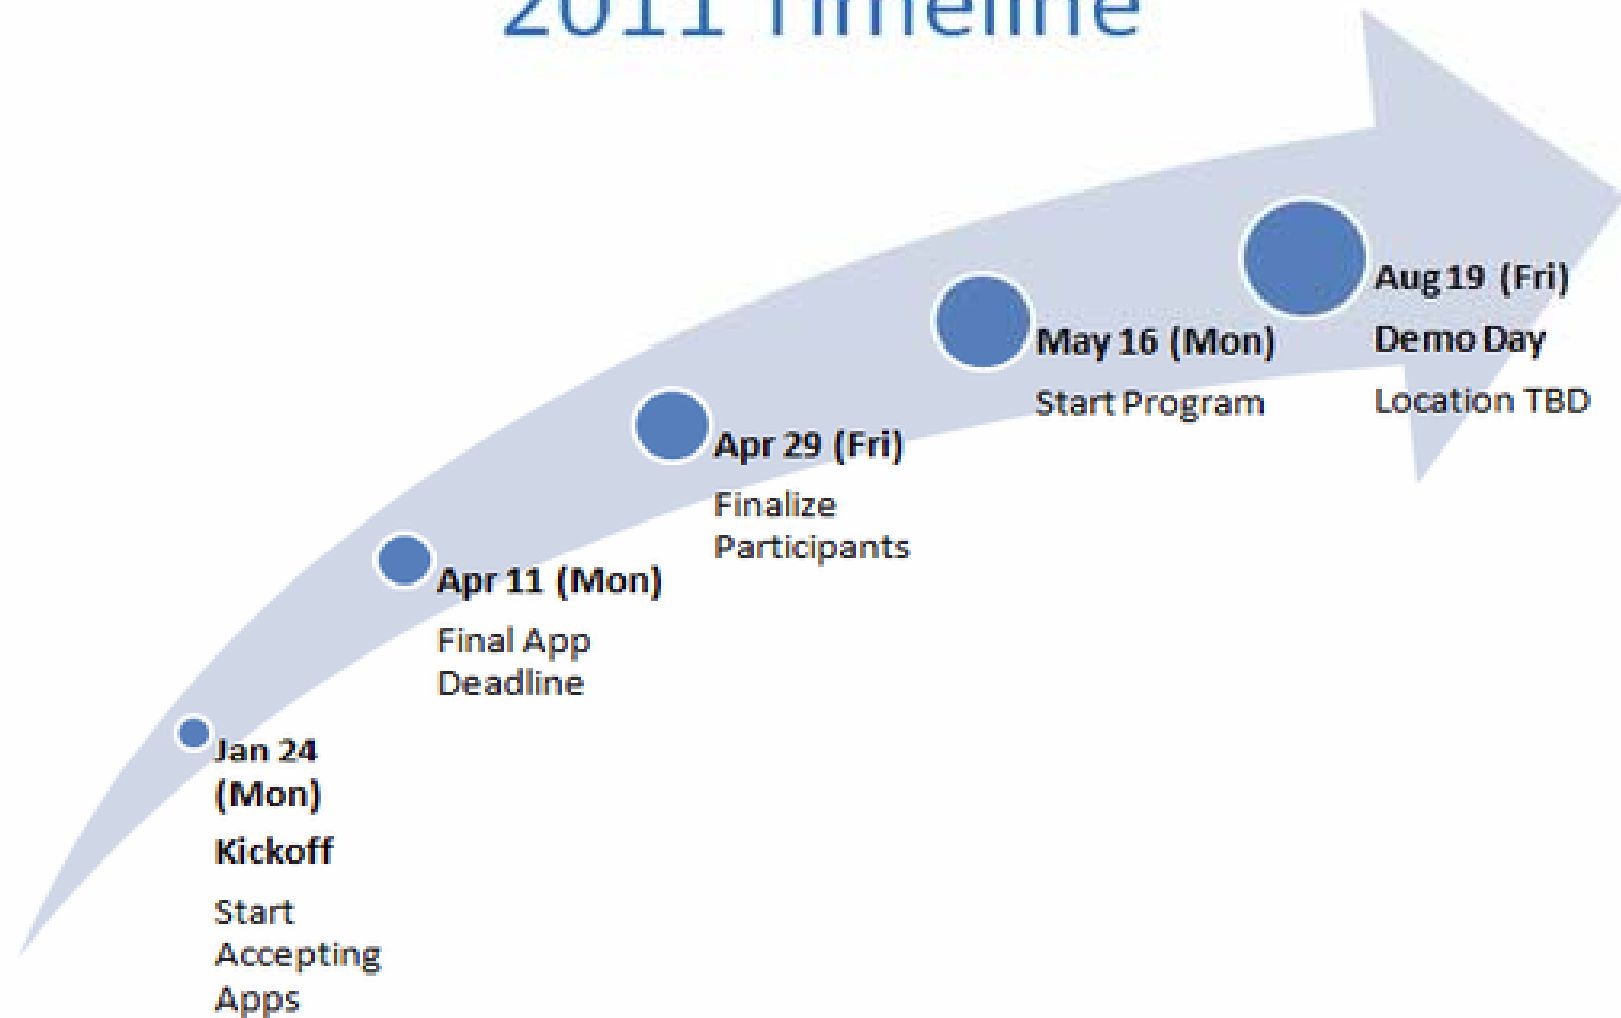 2011 Timeline
Jan 24
(Mon)
Kickoff
Start
Accepting
Apps
Apr 11 (Mon)
Final App
Deadline
Apr 29 (Fri)
Finalize
Participants
May 16 (Mon)
Start Program
Aug 19 (Fri)
Demo Day
Location TBD